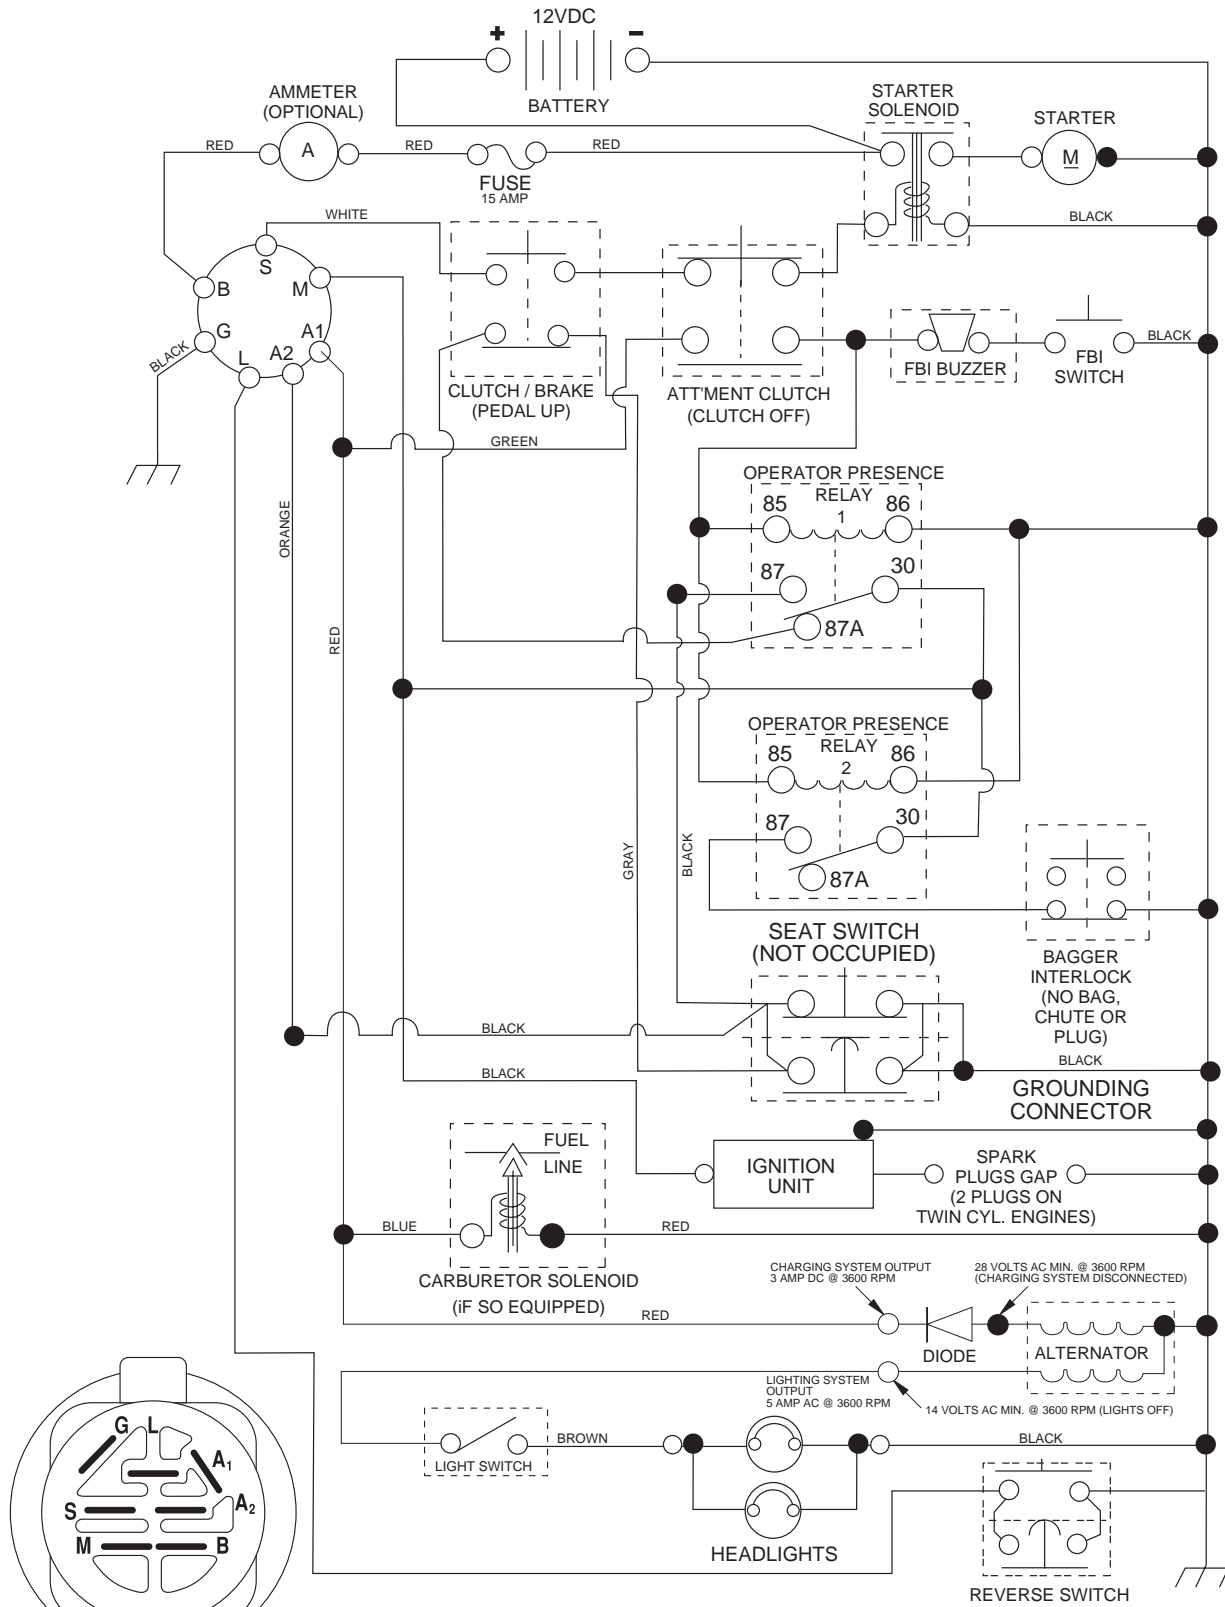 12VDC
+ −
BATTERY
AMMETER
(OPTIONAL)
A
RED
RED
RED
FUSE
15 AMP
STARTER
SOLENOID
STARTER
M
WHITE
BLACK
S
B
M
G
A1
L
A2
BLACK
CLUTCH / BRAKE
(PEDAL UP)
ATT'MENT CLUTCH
(CLUTCH OFF)
FBI BUZZER
FBI
SWITCH
BLACK
GREEN
ORANGE
RED
OPERATOR PRESENCE
RELAY
1
85
86
87
30
87A
OPERATOR PRESENCE
RELAY
2
85
86
87
30
87A
GRAY
BLACK
SEAT SWITCH
(NOT OCCUPIED)
BAGGER
INTERLOCK
(NO BAG,
CHUTE OR
PLUG)
BLACK
BLACK
BLACK
GROUNDING
CONNECTOR
FUEL
LINE
IGNITION
UNIT
SPARK
PLUGS GAP
(2 PLUGS ON
TWIN CYL. ENGINES)
BLUE
RED
CARBURETOR SOLENOID
(iF SO EQUIPPED)
CHARGING SYSTEM OUTPUT
3 AMP DC @ 3600 RPM
28 VOLTS AC MIN. @ 3600 RPM
(CHARGING SYSTEM DISCONNECTED)
RED
DIODE
ALTERNATOR
LIGHTING SYSTEM
OUTPUT
5 AMP AC @ 3600 RPM
14 VOLTS AC MIN. @ 3600 RPM (LIGHTS OFF)
BROWN
BLACK
LIGHT SWITCH
HEADLIGHTS
REVERSE SWITCH
G L
A1
S
A2
M
B